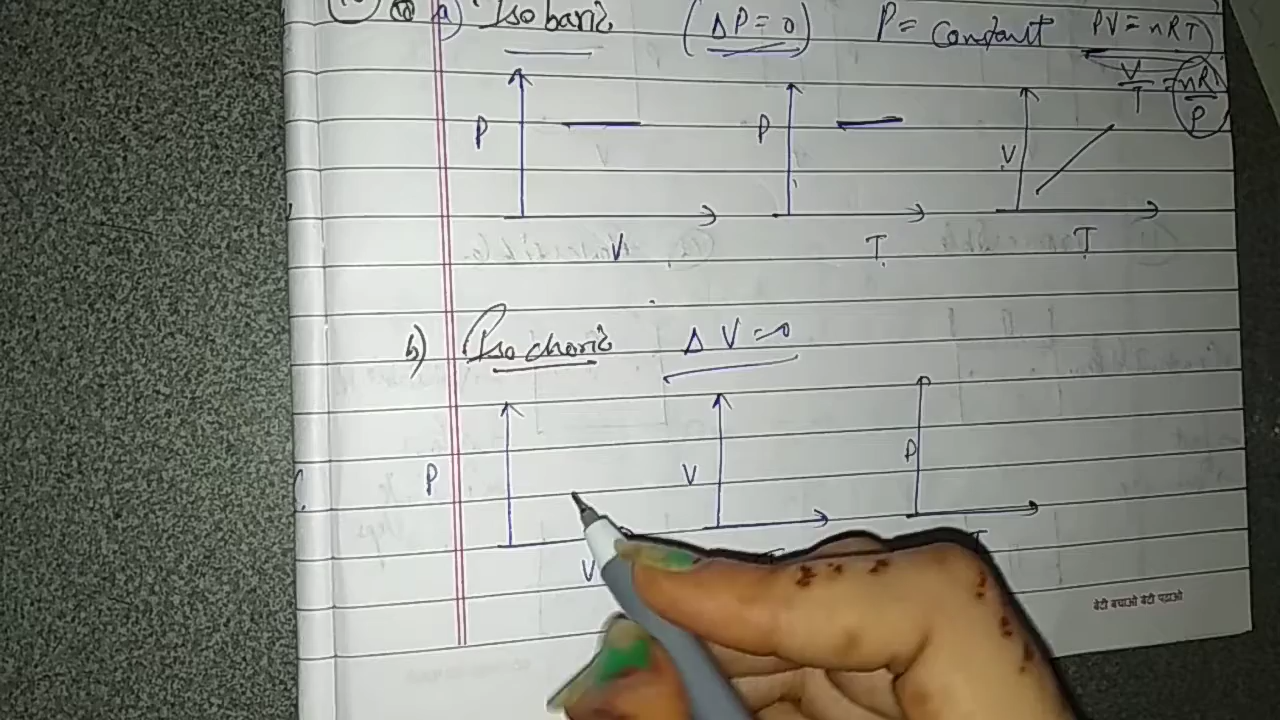 a) Isobaric (ΔP = 0) P = Constant PV = nRT
V/T = nR/P
P P V
V T T
b) Isochoric ΔV = 0
P V P
V
बेटी बचाओ बेटी पढ़ाओ